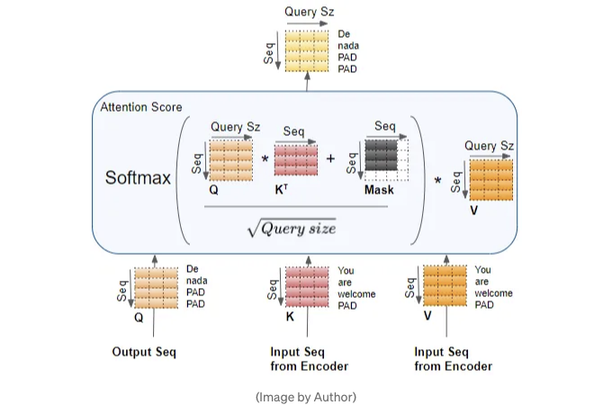 Query Sz
Seq
De
nada
PAD
PAD
Attention Score
Softmax
Query Sz
Seq
Q
*
Seq
Kᵀ
+
Seq
Seq
Mask
√Query size
*
Query Sz
Seq
V
Seq
Q
De
nada
PAD
PAD
Seq
K
You
are
welcome
PAD
Seq
V
You
are
welcome
PAD
Output Seq
Input Seq
from Encoder
Input Seq
from Encoder
(Image by Author)